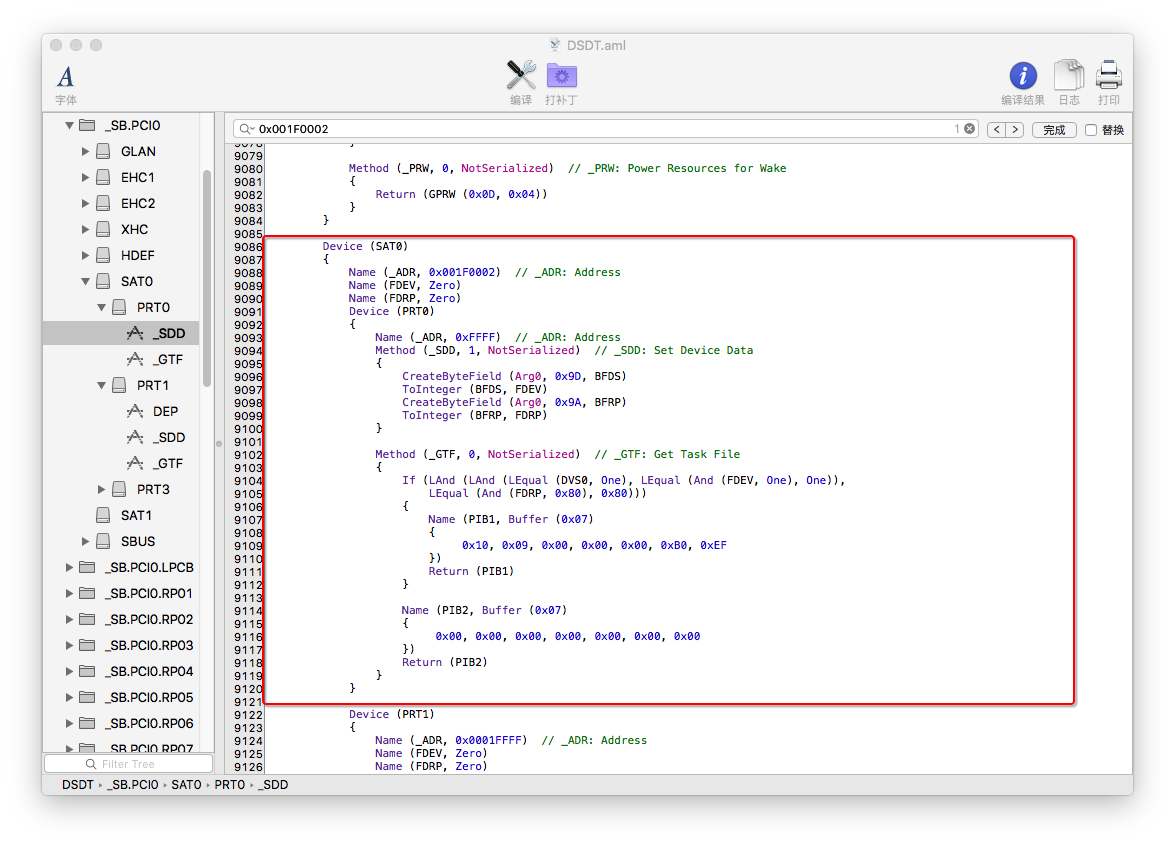 DSDT.aml
A
字体
编译
打补丁
编译结果
日志
打印
_SB.PCI0
GLAN
EHC1
EHC2
XHC
HDEF
SAT0
PRT0
_SDD
_GTF
PRT1
DEP
_SDD
_GTF
PRT3
SAT1
SBUS
_SB.PCI0.LPCB
_SB.PCI0.RP01
_SB.PCI0.RP02
_SB.PCI0.RP03
_SB.PCI0.RP04
_SB.PCI0.RP05
_SB.PCI0.RP06
_SB.PCI0.RP07
Filter Tree
0x001F0002
1
<
>
完成
替换
9078 }
9079
9080 Method (_PRW, 0, NotSerialized)  // _PRW: Power Resources for Wake
9081 {
9082 Return (GPRW (0x0D, 0x04))
9083 }
9084 }
9085
9086 Device (SAT0)
9087 {
9088 Name (_ADR, 0x001F0002)  // _ADR: Address
9089 Name (FDEV, Zero)
9090 Name (FDRP, Zero)
9091 Device (PRT0)
9092 {
9093 Name (_ADR, 0xFFFF)  // _ADR: Address
9094 Method (_SDD, 1, NotSerialized)  // _SDD: Set Device Data
9095 {
9096 CreateByteField (Arg0, 0x9D, BFDS)
9097 ToInteger (BFDS, FDEV)
9098 CreateByteField (Arg0, 0x9A, BFRP)
9099 ToInteger (BFRP, FDRP)
9100 }
9101
9102 Method (_GTF, 0, NotSerialized)  // _GTF: Get Task File
9103 {
9104 If (LAnd (LAnd (LEqual (DVS0, One), LEqual (And (FDEV, One), One)),
9105 LEqual (And (FDRP, 0x80), 0x80)))
9106 {
9107 Name (PIB1, Buffer (0x07)
9108 {
9109 0x10, 0x09, 0x00, 0x00, 0x00, 0xB0, 0xEF
9110 })
9111 Return (PIB1)
9112 }
9113
9114 Name (PIB2, Buffer (0x07)
9115 {
9116 0x00, 0x00, 0x00, 0x00, 0x00, 0x00, 0x00
9117 })
9118 Return (PIB2)
9119 }
9120 }
9121
9122 Device (PRT1)
9123 {
9124 Name (_ADR, 0x0001FFFF)  // _ADR: Address
9125 Name (FDEV, Zero)
9126 Name (FDRP, Zero)
DSDT › _SB.PCI0 › SAT0 › PRT0 › _SDD